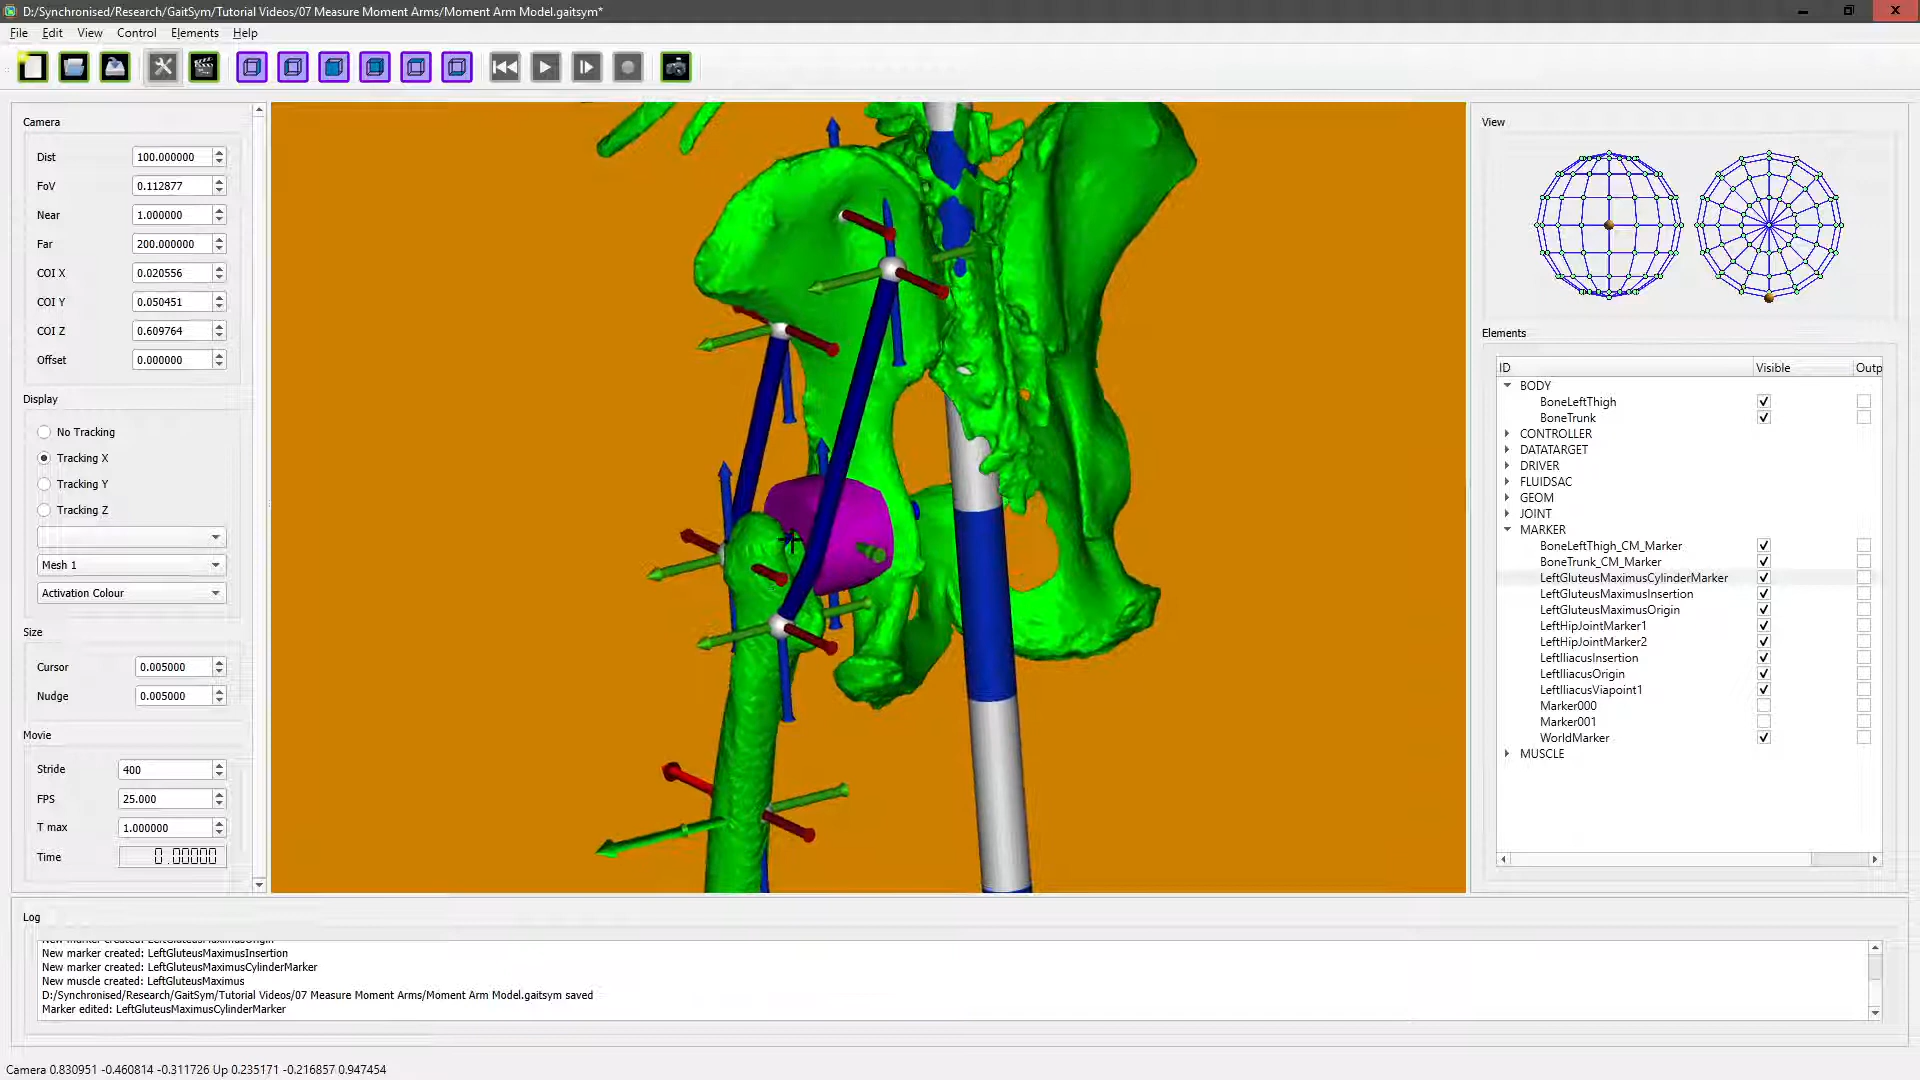 D:/Synchronised/Research/GaitSym/Tutorial Videos/07 Measure Moment Arms/Moment Arm Model.gaitsym*
File Edit View Control Elements Help
Camera
Dist 100.000000
FoV 0.112877
Near 1.000000
Far 200.000000
COI X 0.020556
COI Y 0.050451
COI Z 0.609764
Offset 0.000000
Display
No Tracking
Tracking X
Tracking Y
Tracking Z
Mesh 1
Activation Colour
Size
Cursor 0.005000
Nudge 0.005000
Movie
Stride 400
FPS 25.000
T max 1.000000
Time 0.00000
View
Elements
ID Visible Outp
BODY
BoneLeftThigh
BoneTrunk
CONTROLLER
DATATARGET
DRIVER
FLUIDSAC
GEOM
JOINT
MARKER
BoneLeftThigh_CM_Marker
BoneTrunk_CM_Marker
LeftGluteusMaximusCylinderMarker
LeftGluteusMaximusInsertion
LeftGluteusMaximusOrigin
LeftHipJointMarker1
LeftHipJointMarker2
LeftIliacusInsertion
LeftIliacusOrigin
LeftIliacusViapoint1
Marker000
Marker001
WorldMarker
MUSCLE
Log
New marker created: LeftGluteusMaximusOrigin
New marker created: LeftGluteusMaximusInsertion
New marker created: LeftGluteusMaximusCylinderMarker
New muscle created: LeftGluteusMaximus
D:/Synchronised/Research/GaitSym/Tutorial Videos/07 Measure Moment Arms/Moment Arm Model.gaitsym saved
Marker edited: LeftGluteusMaximusCylinderMarker
Camera 0.830951 -0.460814 -0.311726 Up 0.235171 -0.216857 0.947454